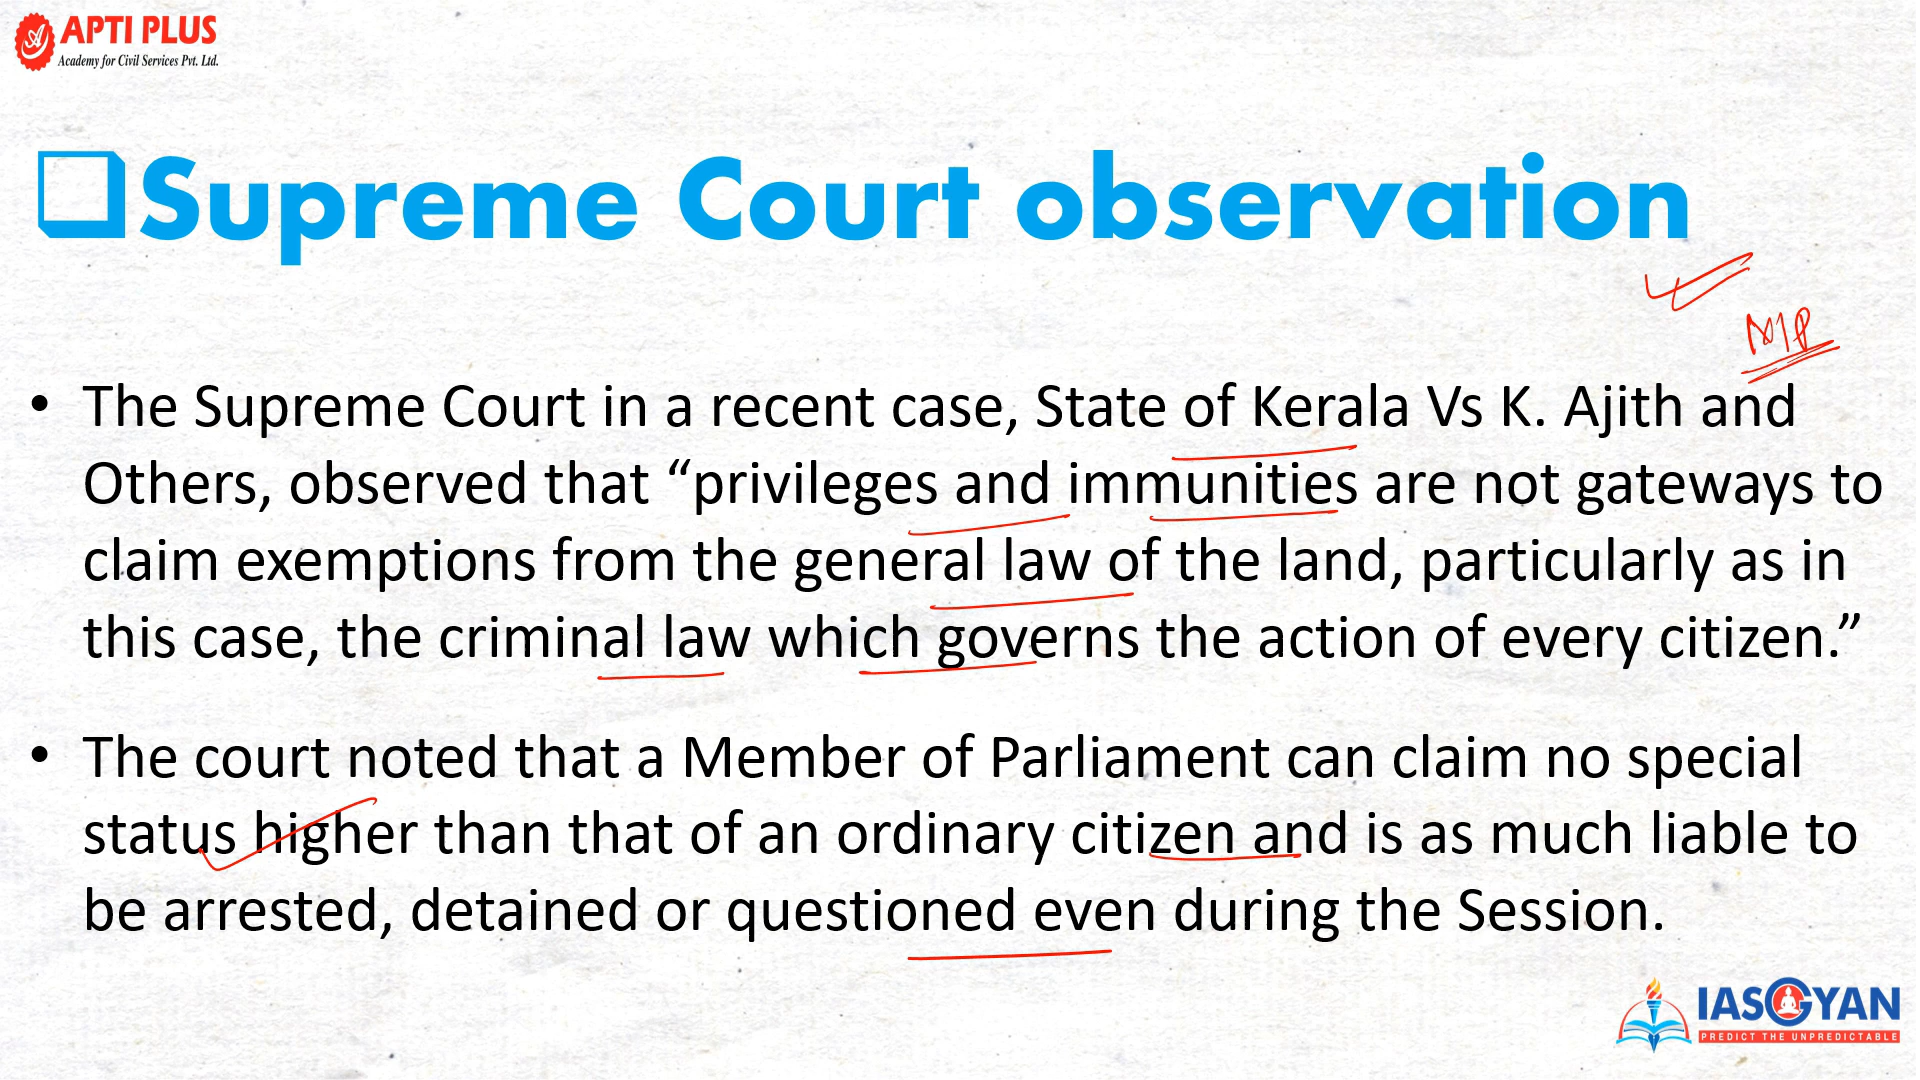 APTI PLUS
Academy for Civil Services Pvt. Ltd.
Supreme Court observation
MP
• The Supreme Court in a recent case, State of Kerala Vs K. Ajith and
Others, observed that “privileges and immunities are not gateways to
claim exemptions from the general law of the land, particularly as in
this case, the criminal law which governs the action of every citizen.”
• The court noted that a Member of Parliament can claim no special
status higher than that of an ordinary citizen and is as much liable to
be arrested, detained or questioned even during the Session.
IASGYAN
PREDICT THE UNPREDICTABLE